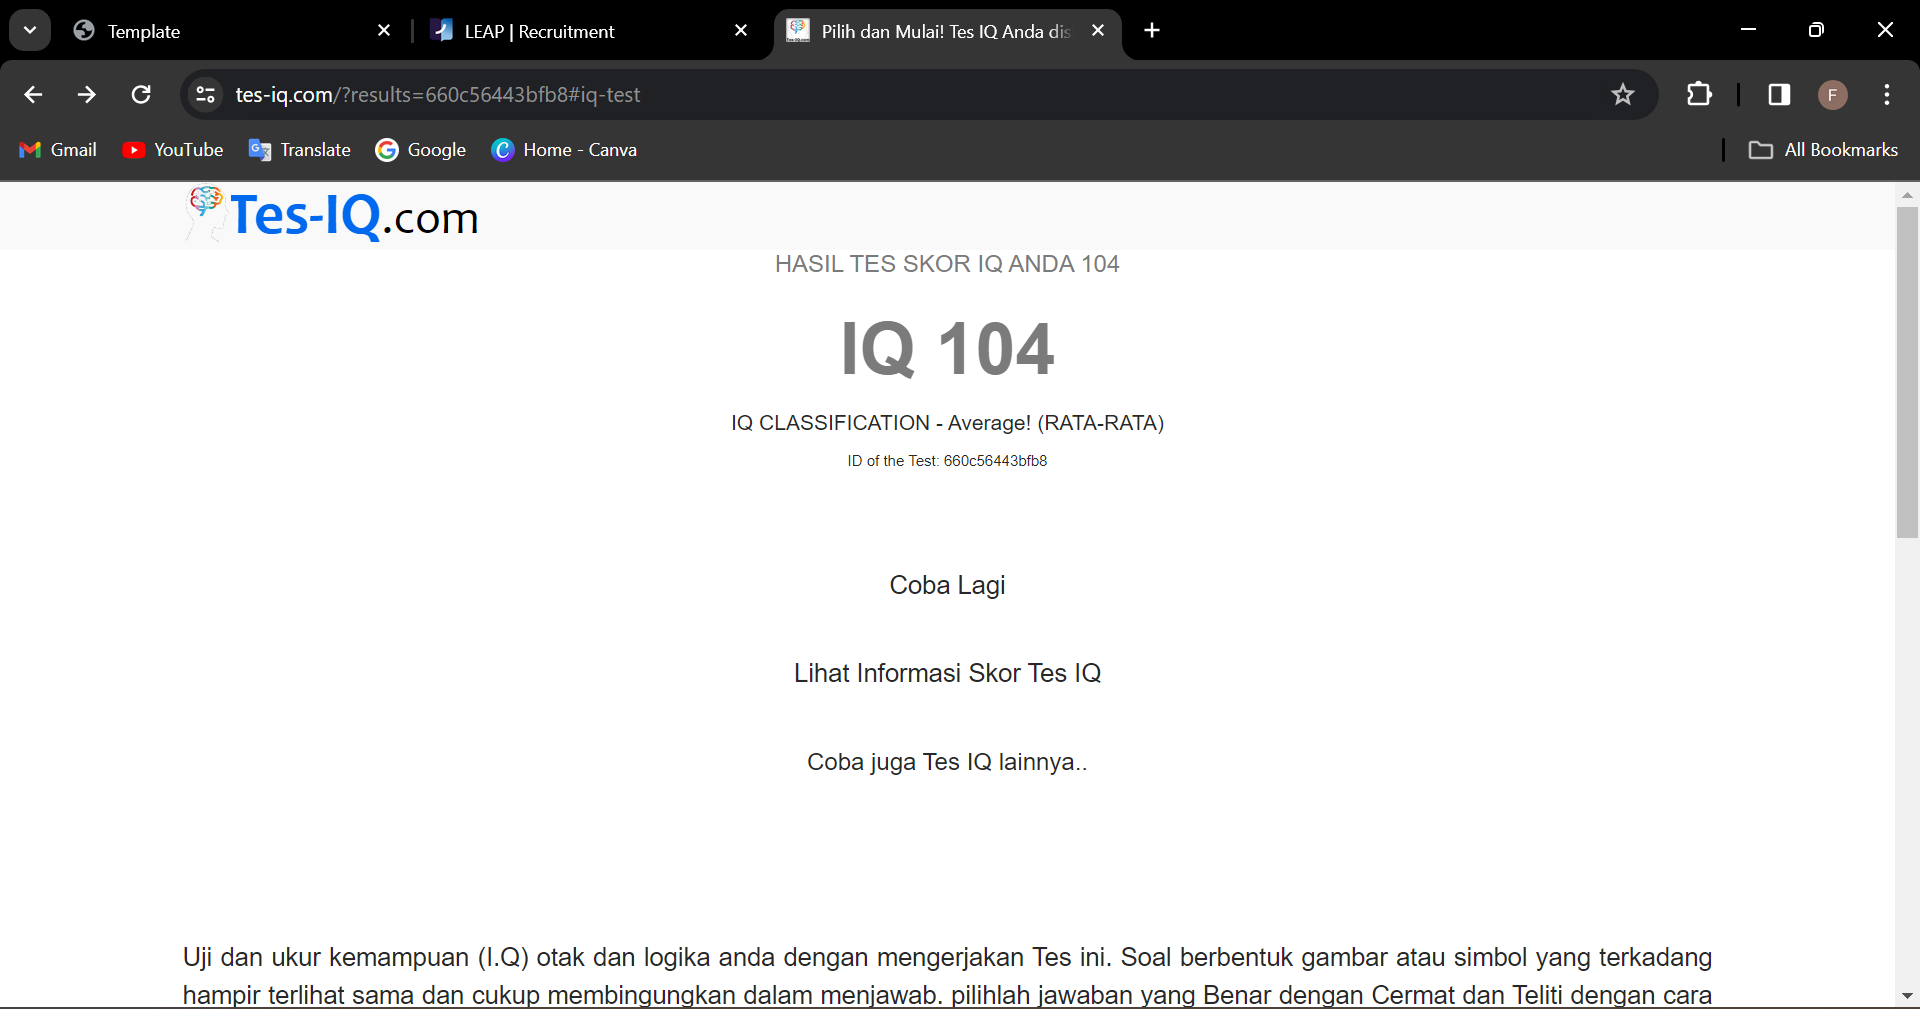 Template
LEAP | Recruitment
Pilih dan Mulai! Tes IQ Anda dis
tes-iq.com/?results=660c56443bfb8#iq-test
F
Gmail
YouTube
Translate
Google
Home - Canva
All Bookmarks
Tes-IQ.com
HASIL TES SKOR IQ ANDA 104
IQ 104
IQ CLASSIFICATION - Average! (RATA-RATA)
ID of the Test: 660c56443bfb8
Coba Lagi
Lihat Informasi Skor Tes IQ
Coba juga Tes IQ lainnya..
Uji dan ukur kemampuan (I.Q) otak dan logika anda dengan mengerjakan Tes ini. Soal berbentuk gambar atau simbol yang terkadang
hampir terlihat sama dan cukup membingungkan dalam menjawab. pilihlah jawaban yang Benar dengan Cermat dan Teliti dengan cara